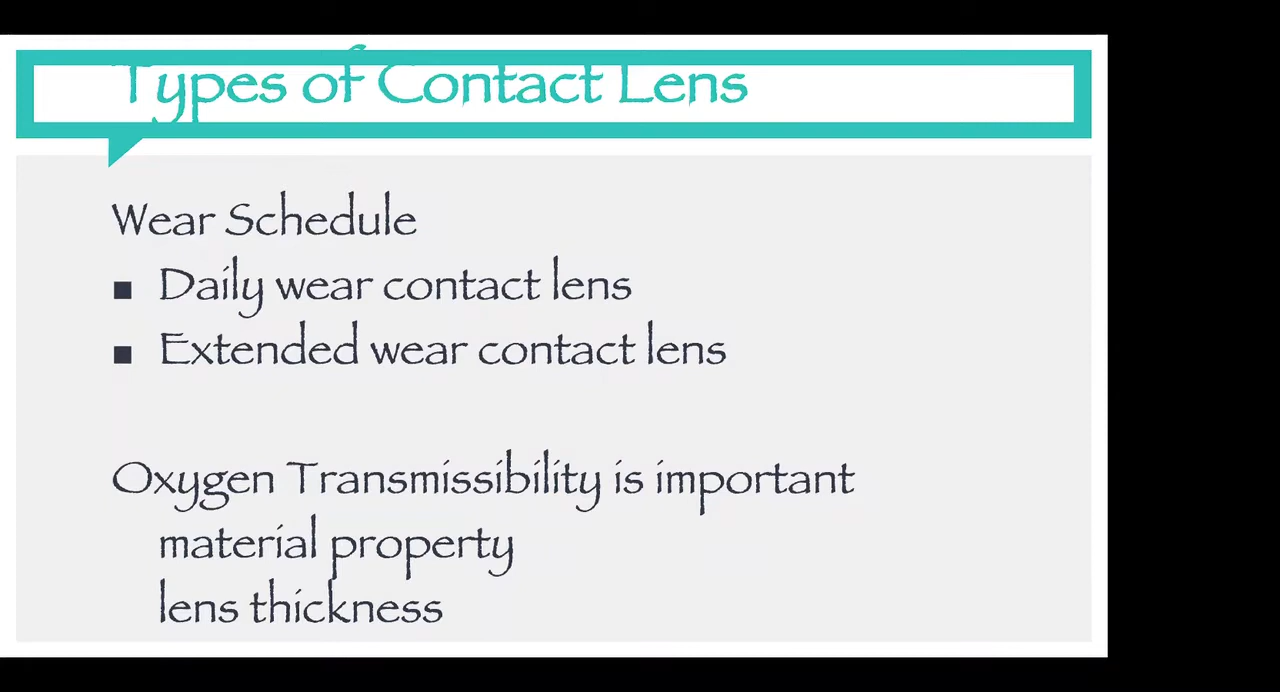 Types of Contact Lens
Wear Schedule
▪ Daily wear contact lens
▪ Extended wear contact lens
Oxygen Transmissibility is important
material property
lens thickness